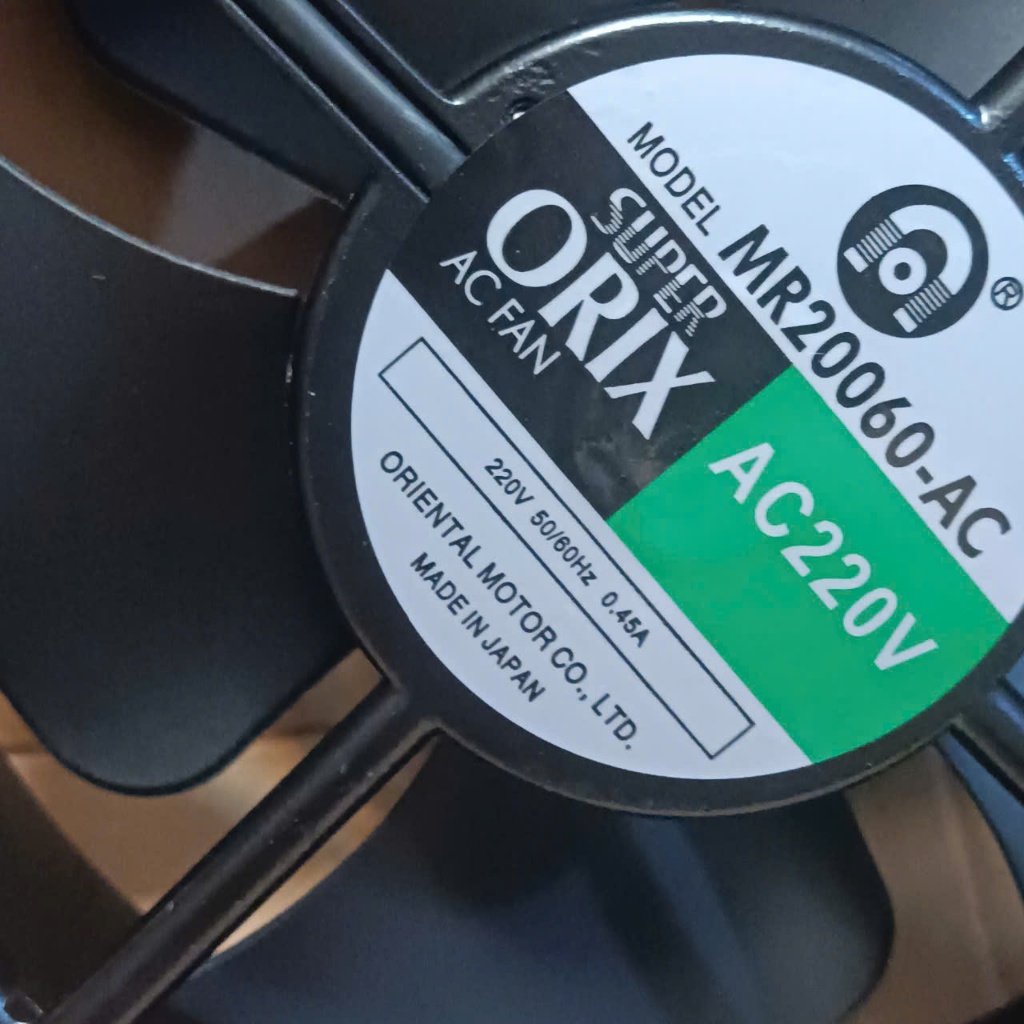 MODEL MR20060-AC
®
SUPER
ORIX
AC FAN
AC220V
220V 50/60Hz 0.45A
ORIENTAL MOTOR CO., LTD.
MADE IN JAPAN